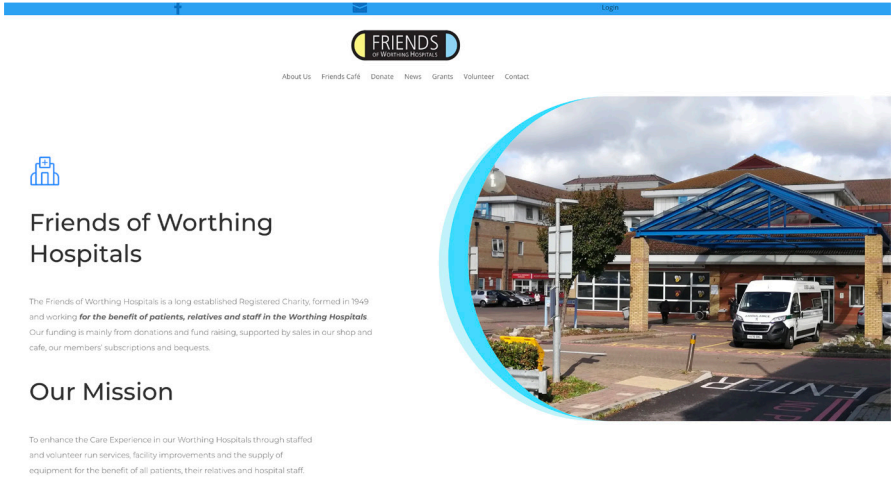 Login
FRIENDS
OF WORTHING HOSPITALS
About Us Friends Café Donate News Grants Volunteer Contact
Friends of Worthing
Hospitals
The Friends of Worthing Hospitals is a long established Registered Charity, formed in 1949
and working for the benefit of patients, relatives and staff in the Worthing Hospitals.
Our funding is mainly from donations and fund raising, supported by sales in our shop and
cafe, our members' subscriptions and bequests.
ENTER
Our Mission
To enhance the Care Experience in our Worthing Hospitals through staffed
and volunteer run services, facility improvements and the supply of
equipment for the benefit of all patients, their relatives and hospital staff.